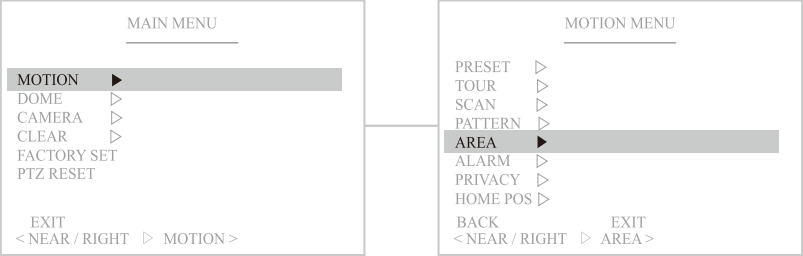 MAIN MENU
MOTION ▶
DOME ▷
CAMERA ▷
CLEAR ▷
FACTORY SET
PTZ RESET
EXIT
< NEAR / RIGHT ▷ MOTION >
MOTION MENU
PRESET ▷
TOUR ▷
SCAN ▷
PATTERN ▷
AREA ▶
ALARM ▷
PRIVACY ▷
HOME POS ▷
BACK EXIT
< NEAR / RIGHT ▷ AREA >